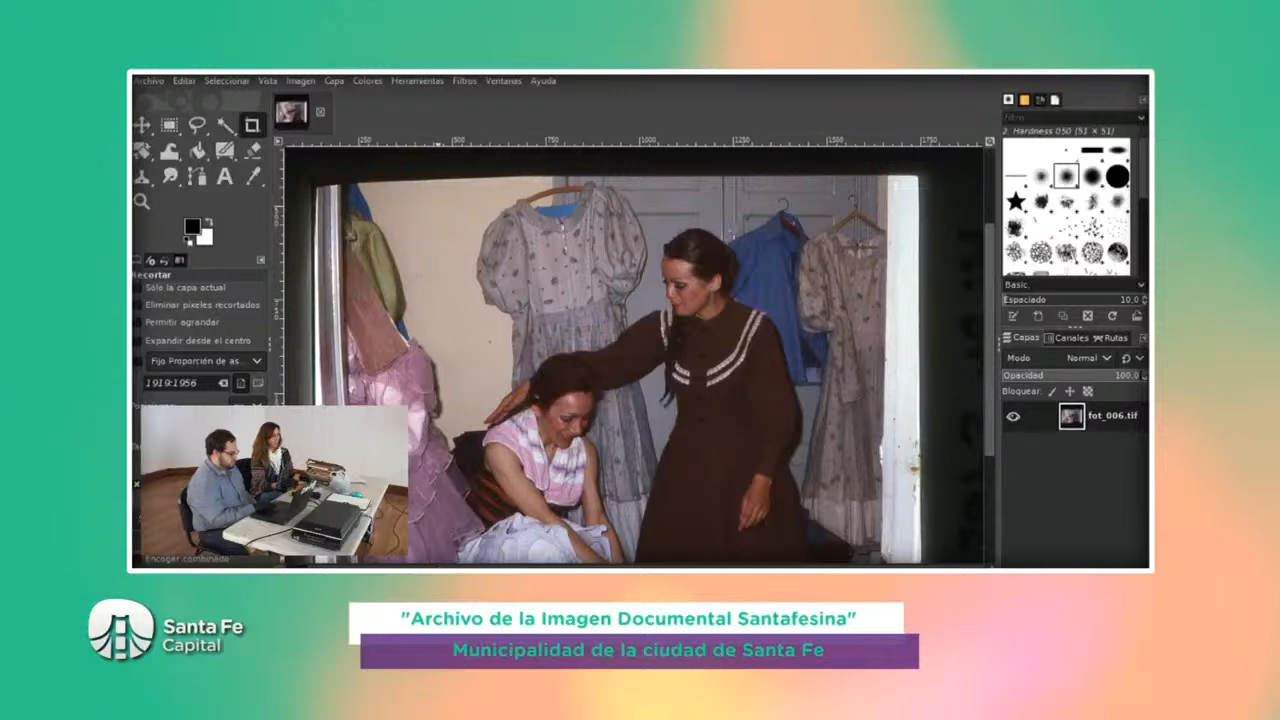 Archivo Editar Seleccionar Vista Imagen Capa Colores Herramientas Filtros Ventanas Ayuda
250 500 750 1000 1250 1500 1750
Filtro
2. Hardness 050 (51 × 51)
A
Recortar
Sólo la capa actual
Eliminar píxeles recortados
Permitir agrandar
Expandir desde el centro
Fijo Proporción de as...
1919:1956
Encoger combinado
Basic,
Espaciado 10,0
Capas Canales Rutas
Modo Normal
Opacidad 100,0
Bloquear:
fot_006.tif
Santa Fe
Capital
"Archivo de la Imagen Documental Santafesina"
Municipalidad de la ciudad de Santa Fe